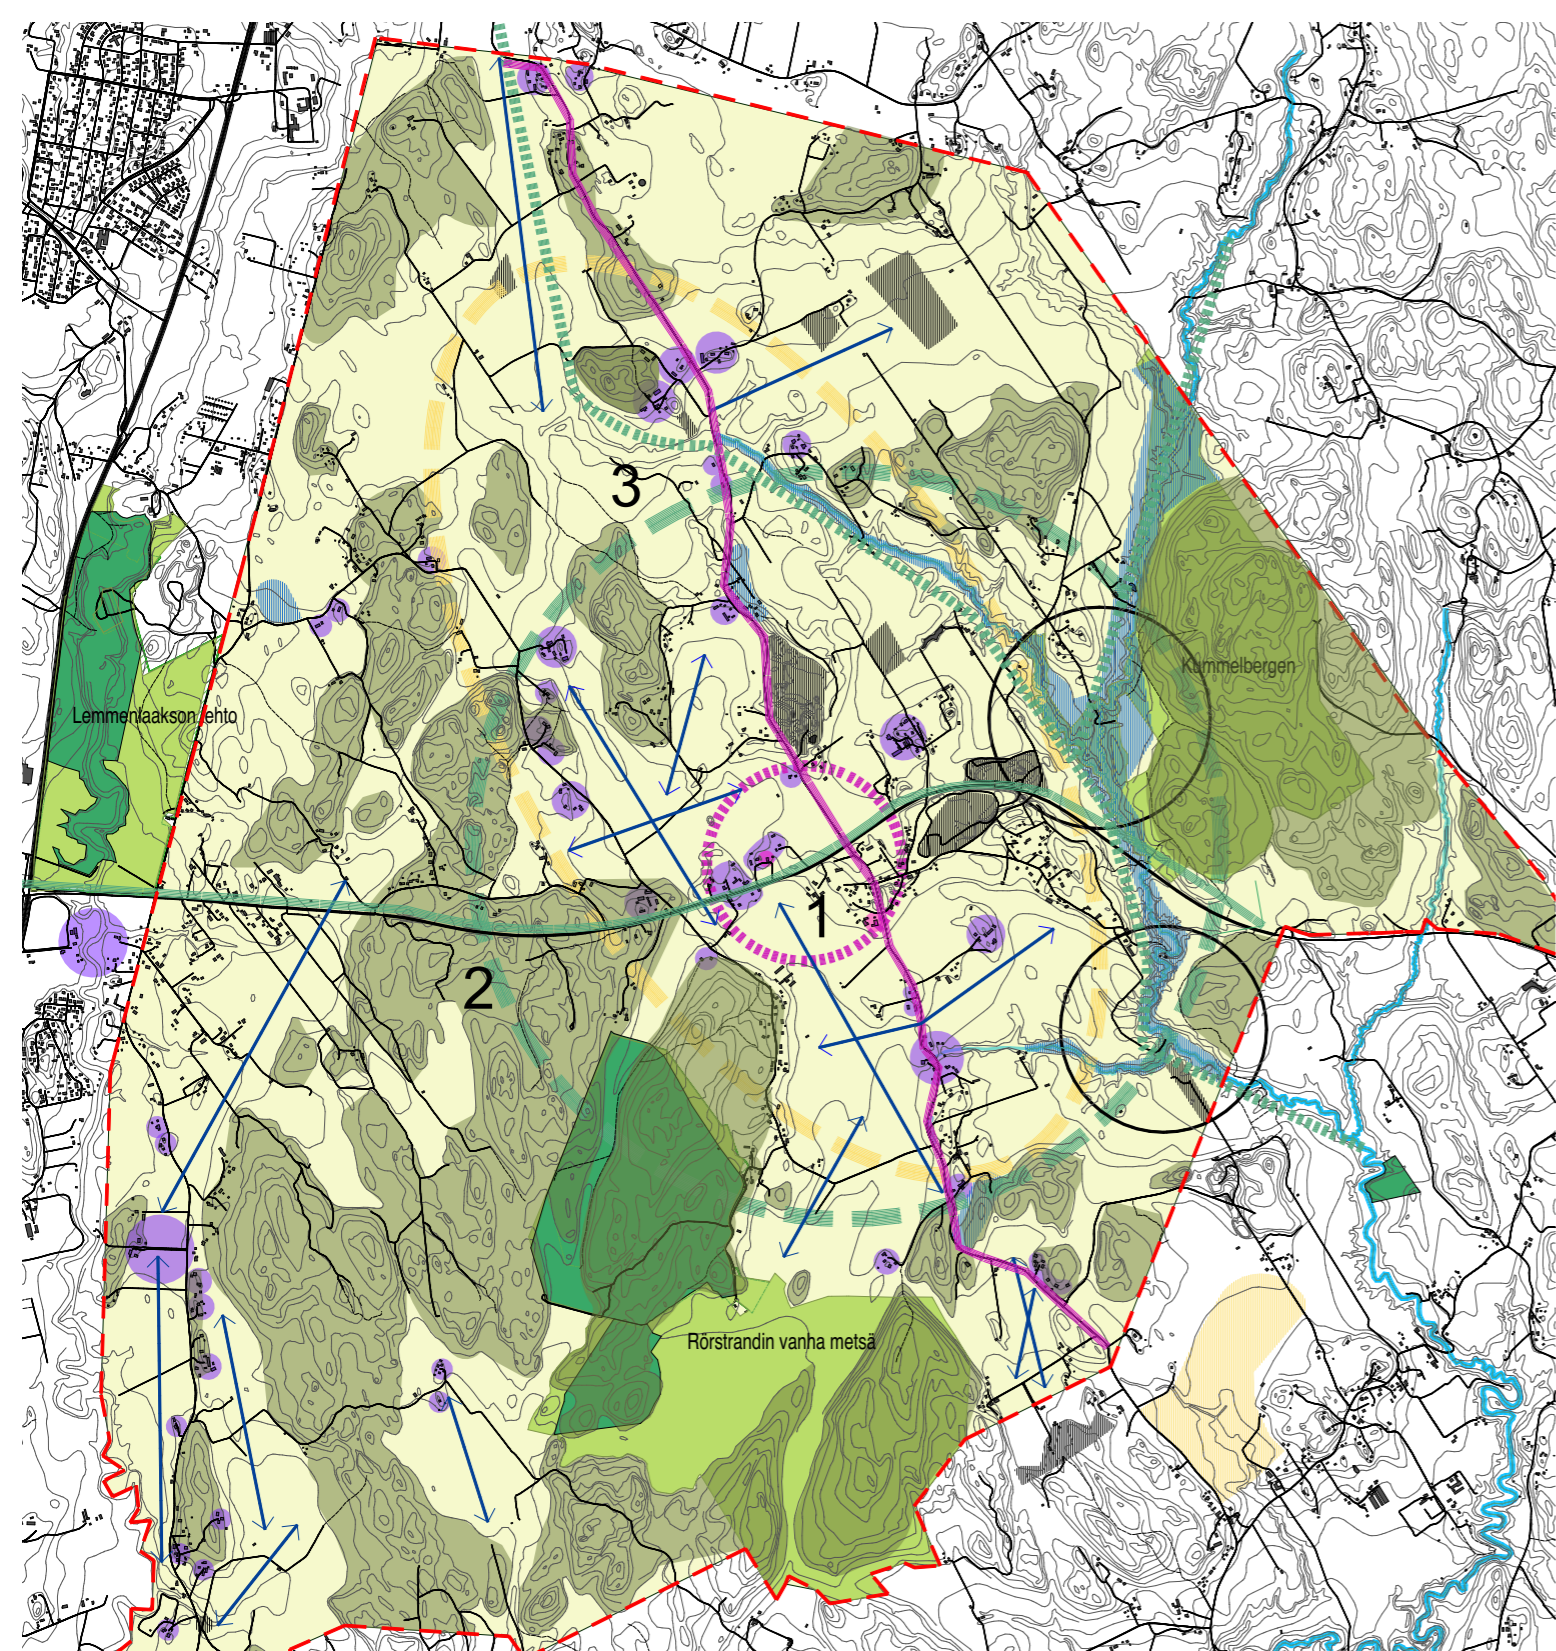 3
Kummelbergen
Lemmenlaakson lehto
1
2
Rörstrandin vanha metsä